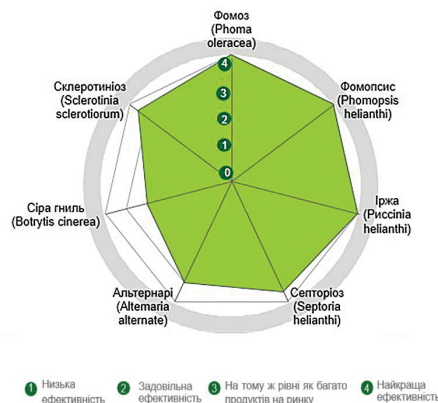 Фомоз
(Phoma
oleracea)
4
Склеротиніоз
(Sclerotinia
sclerotiorum)
Фомопсис
(Phomopsis
helianthi)
3
2
1
0
Сіра гниль
(Botrytis cinerea)
Іржа
(Риссіnia
helianthi)
Альтернарі
(Altemaria
alternate)
Септоріоз
(Septoria
helianthi)
1 Низька
ефективність
2 Задовільна
ефективність
3 На тому ж рівні як багато
продуктів на ринку
4 Найкраща
ефективність